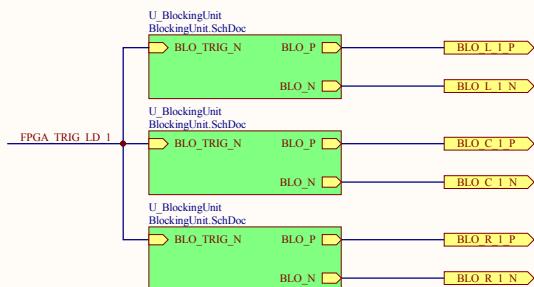 U_BlockingUnit
BlockingUnit.SchDoc
BLO_TRIG_N BLO_P BLO_L_1_P
BLO_N BLO_L_1_N
U_BlockingUnit
BlockingUnit.SchDoc
FPGA_TRIG_LD_1 BLO_TRIG_N BLO_P BLO_C_1_P
BLO_N BLO_C_1_N
U_BlockingUnit
BlockingUnit.SchDoc
BLO_TRIG_N BLO_P BLO_R_1_P
BLO_N BLO_R_1_N